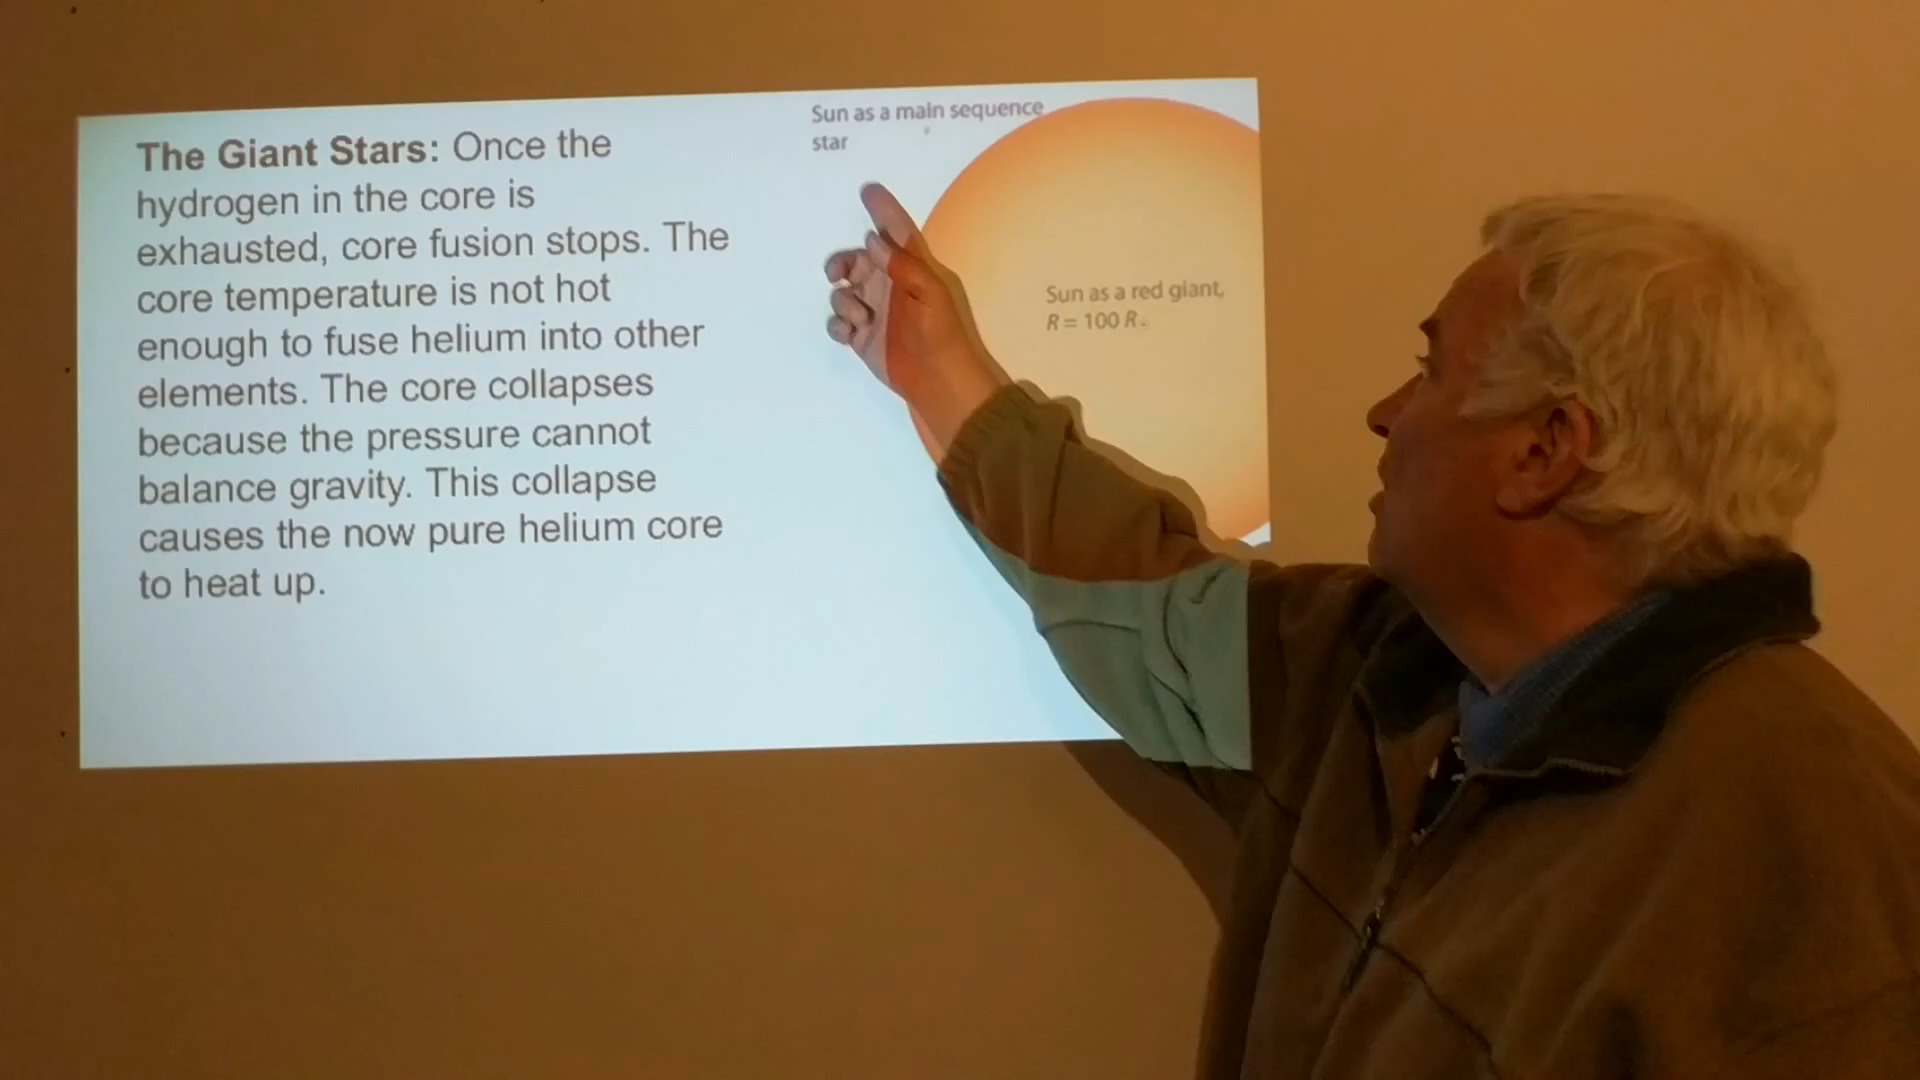 The Giant Stars: Once the
hydrogen in the core is
exhausted, core fusion stops. The
core temperature is not hot
enough to fuse helium into other
elements. The core collapses
because the pressure cannot
balance gravity. This collapse
causes the now pure helium core
to heat up.
Sun as a main sequence
star
Sun as a red giant,
R = 100 R